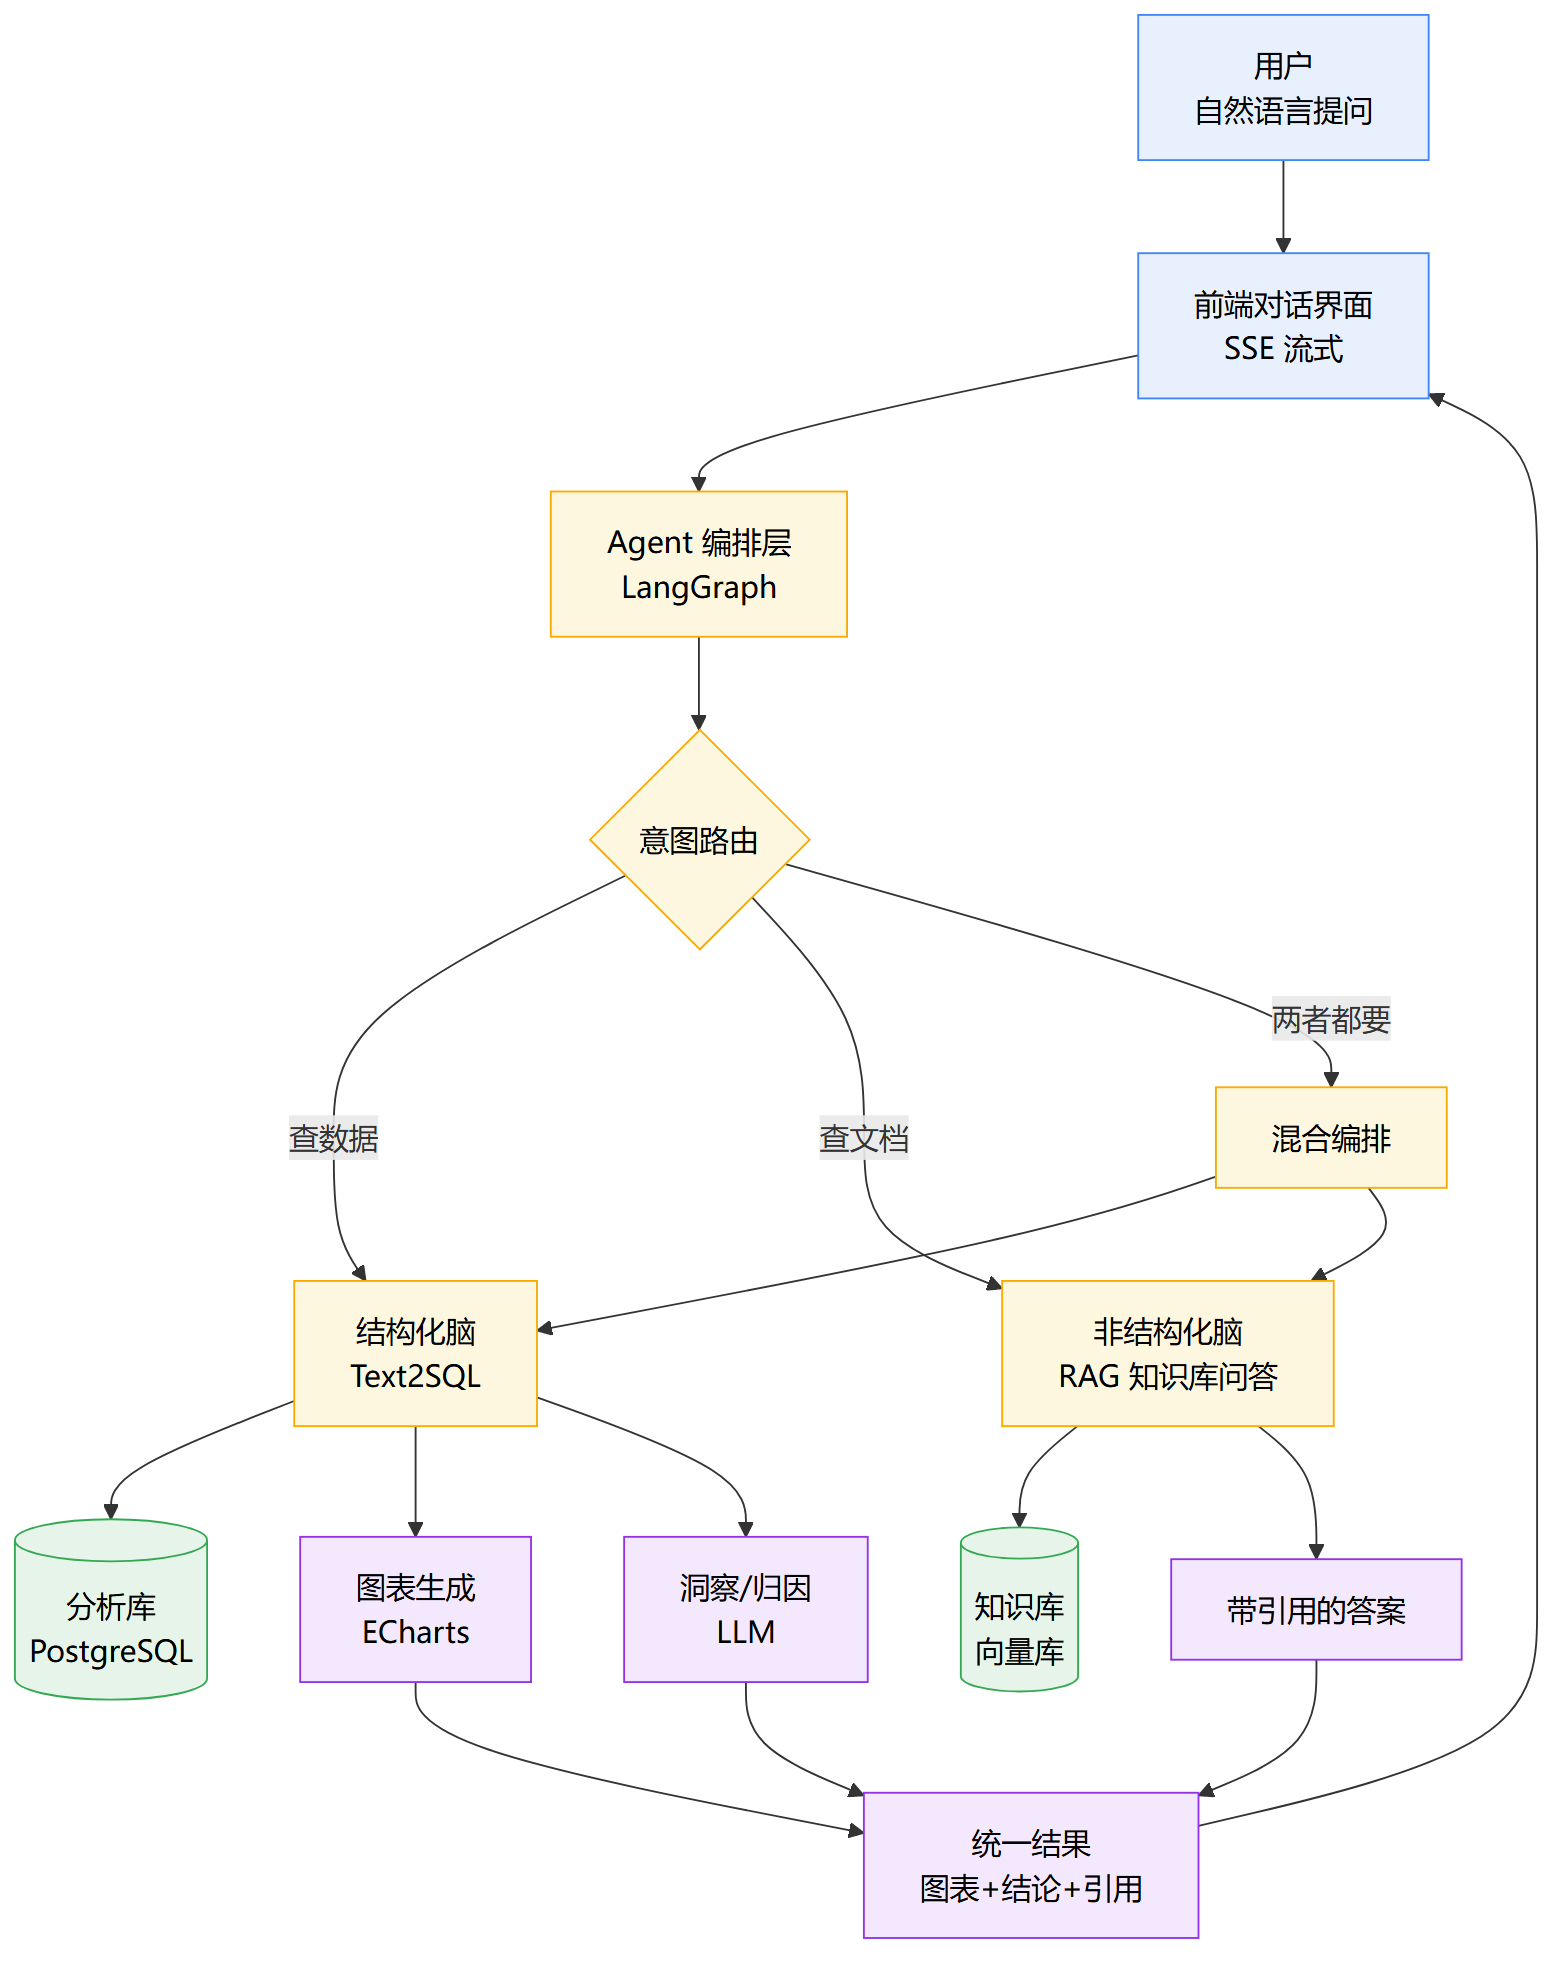 用户
自然语言提问
前端对话界面
SSE 流式
Agent 编排层
LangGraph
意图路由
两者都要
查数据
查文档
混合编排
结构化脑
Text2SQL
非结构化脑
RAG 知识库问答
分析库
PostgreSQL
图表生成
ECharts
洞察/归因
LLM
知识库
向量库
带引用的答案
统一结果
图表+结论+引用